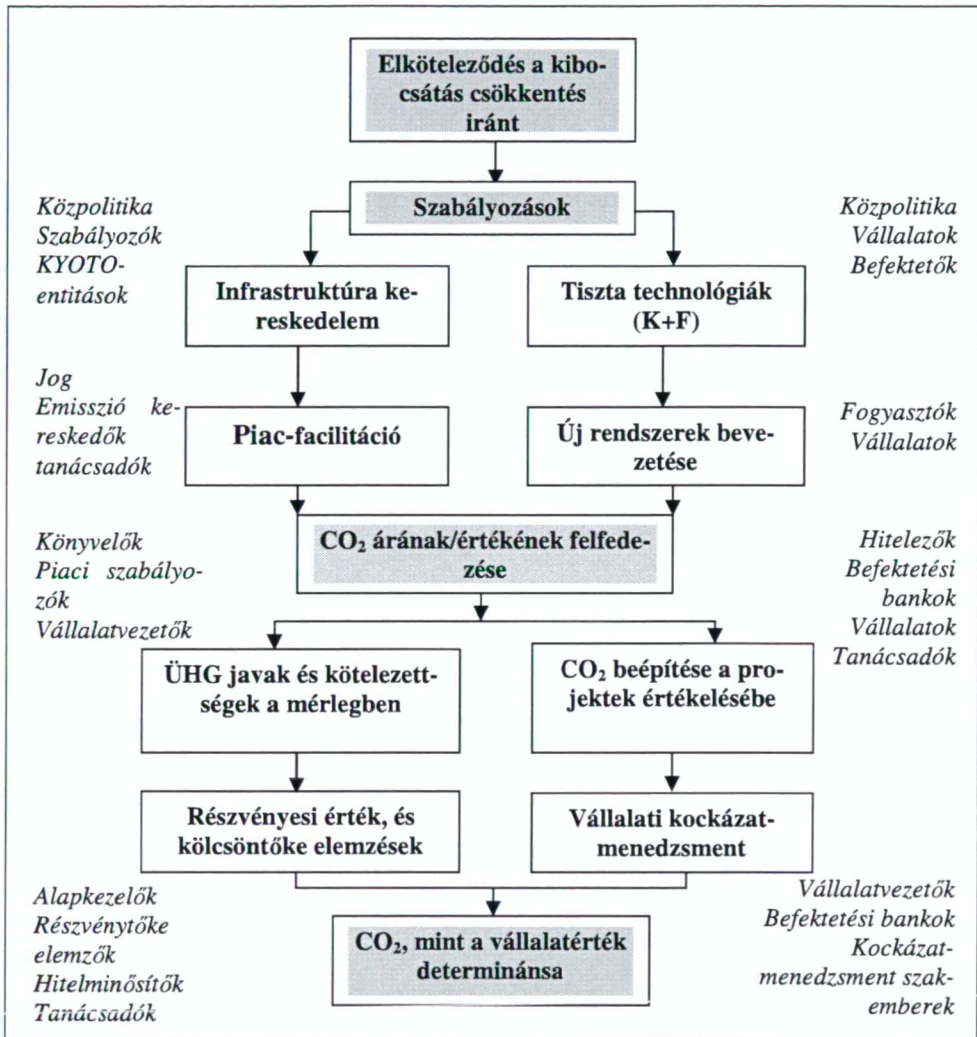 Elköteleződés a kibo-
csátás csökkentés
iránt
Szabályozások
Közpolitika
Szabályozók
KYOTO-
entitások
Közpolitika
Vállalatok
Befektetők
Infrastruktúra ke-
reskedelem
Tiszta technológiák
(K+F)
Jog
Emisszió ke-
reskedők
tanácsadók
Piac-facilitáció
Új rendszerek beve-
zetése
Fogyasztók
Vállalatok
CO₂ árának/értékének felfede-
zése
Könyvelők
Piaci szabályo-
zók
Vállalatvezetők
Hitelezők
Befektetési
bankok
Vállalatok
Tanácsadók
ÜHG javak és kötelezett-
ségek a mérlegben
CO₂ beépítése a pro-
jektek értékelésébe
Részvényesi érték, és
kölcsöntőke elemzések
Vállalati kockázat-
menedzsment
Alapkezelők
Részvénytőke
elemzők
Hitelminősítők
Tanácsadók
CO₂, mint a vállalatérték
determinánsa
Vállalatvezetők
Befektetési bankok
Kockázat-
menedzsment szak-
emberek